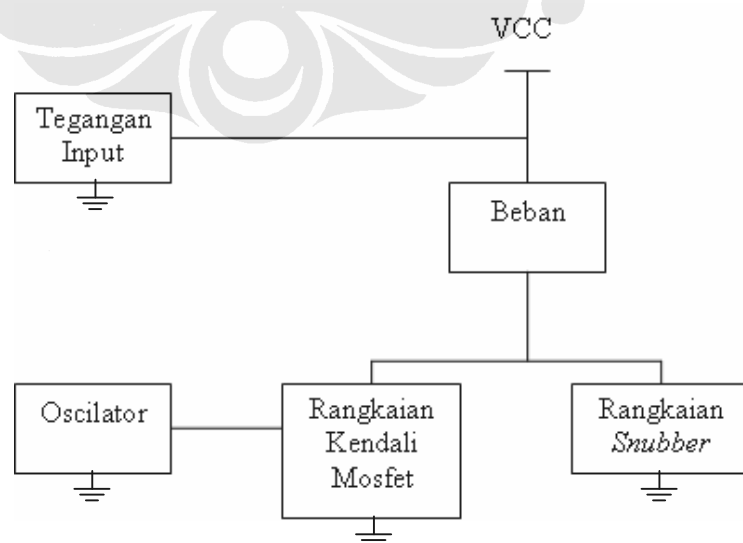 VCC
Tegangan
Input
Beban
Oscilator
Rangkaian
Kendali
Mosfet
Rangkaian
Snubber